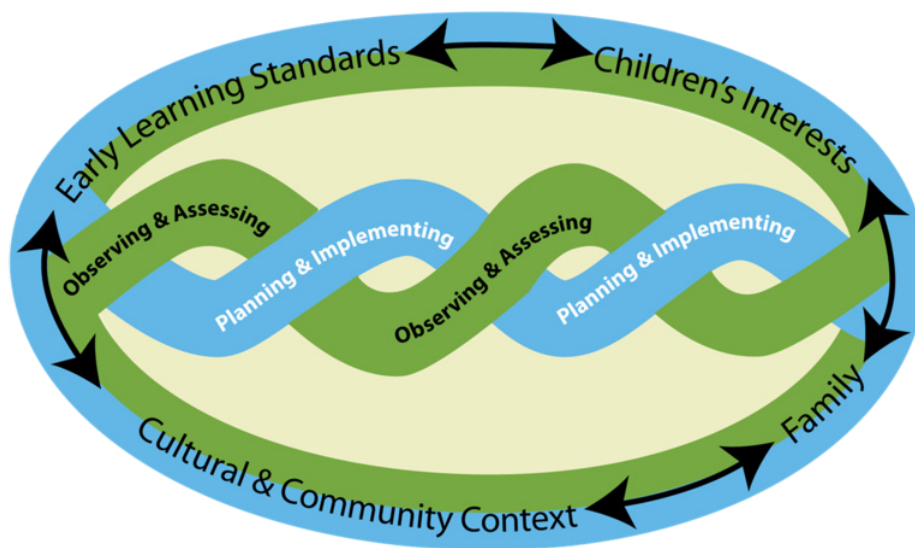 Early Learning Standards
Children's Interests
Observing & Assessing
Planning & Implementing
Observing & Assessing
Planning & Implementing
Cultural & Community Context
Family